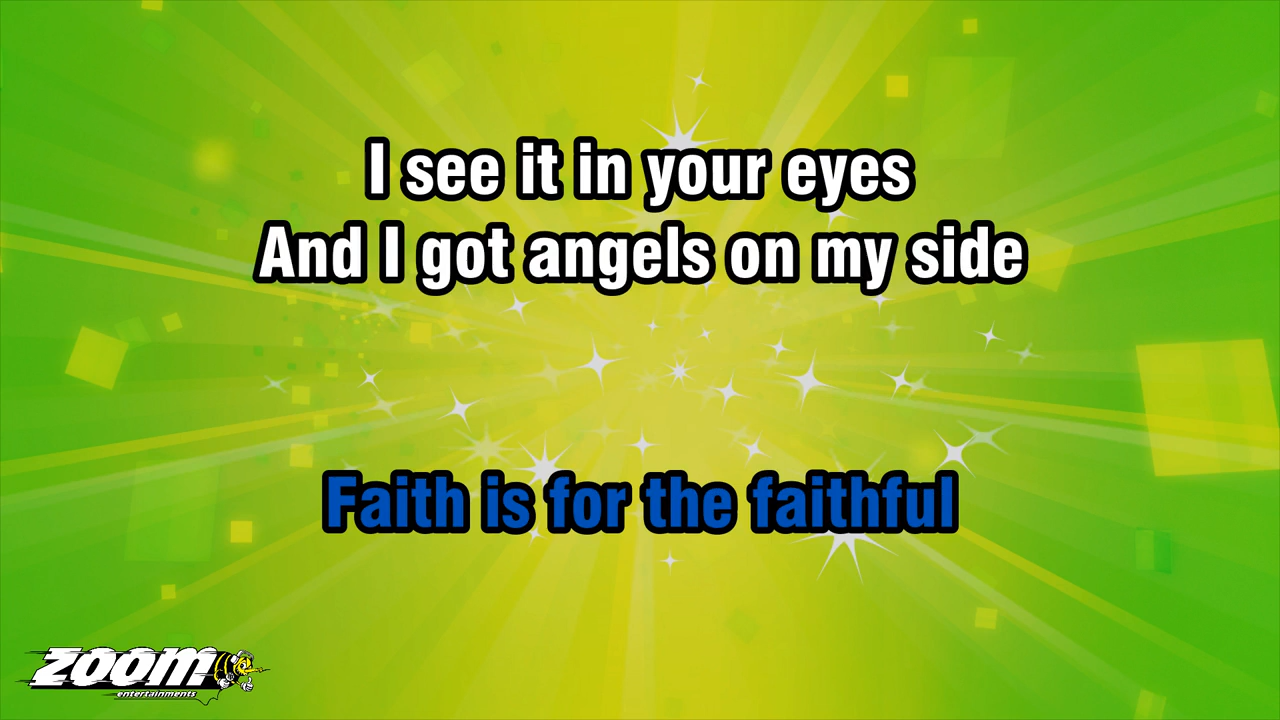 I see it in your eyes
And I got angels on my side
Faith is for the faithful
zoom
entertainments